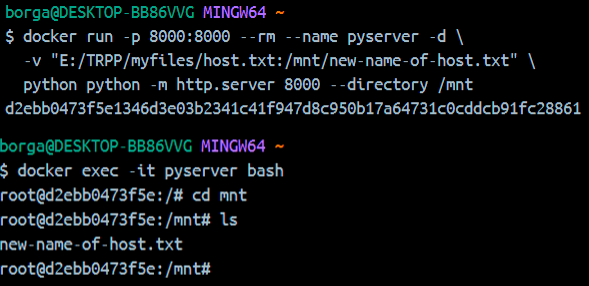 borga@DESKTOP-BB86VVG MINGW64 ~
$ docker run -p 8000:8000 --rm --name pyserver -d \
-v "E:/TRPP/myfiles/host.txt:/mnt/new-name-of-host.txt" \
python python -m http.server 8000 --directory /mnt
d2ebb0473f5e1346d3e03b2341c41f947d8c950b17a64731c0cddcb91fc28861
borga@DESKTOP-BB86VVG MINGW64 ~
$ docker exec -it pyserver bash
root@d2ebb0473f5e:/# cd mnt
root@d2ebb0473f5e:/mnt# ls
new-name-of-host.txt
root@d2ebb0473f5e:/mnt#